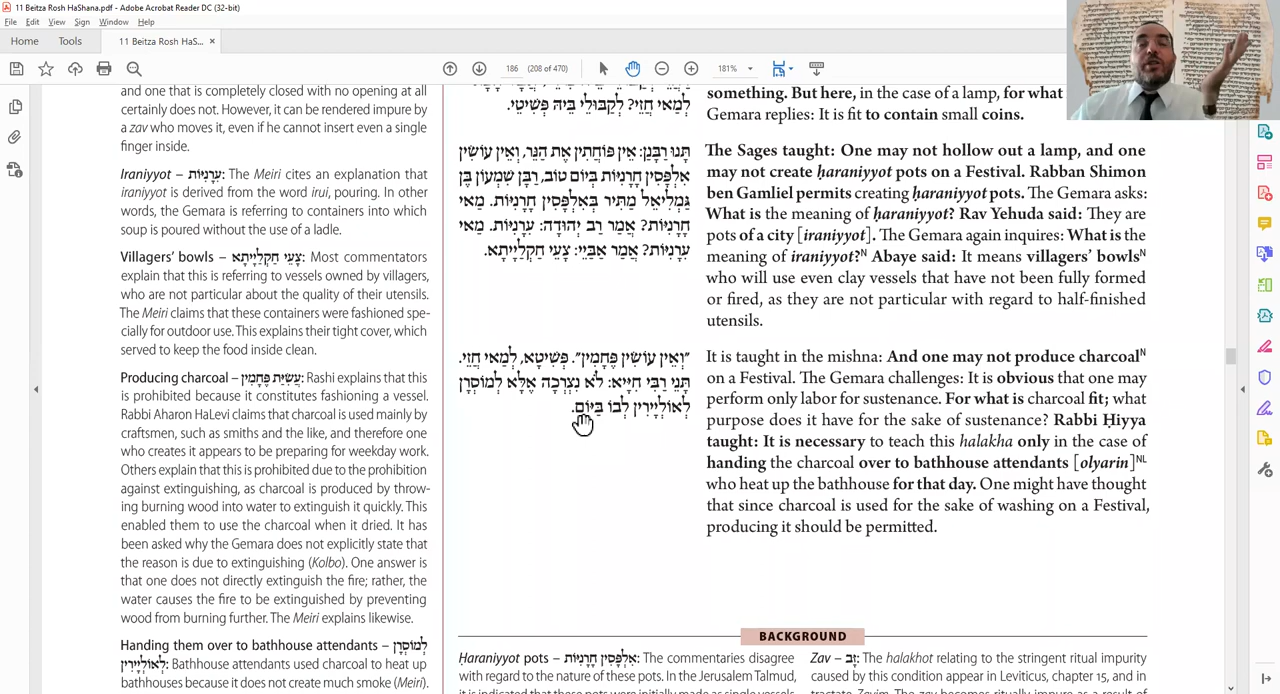 11 Beitza Rosh HaShana.pdf - Adobe Acrobat Reader DC (32-bit)
File Edit View Sign Window Help
Home Tools 11 Beitza Rosh HaS... ×
186 (208 of 470) 181%
and one that is completely closed with no opening at all
certainly does not. However, it can be rendered impure by
a zav who moves it, even if he cannot insert even a single
finger inside.
Iraniyyot – עֲרָנִיּוֹת: The Meiri cites an explanation that
iraniyyot is derived from the word irui, pouring. In other
words, the Gemara is referring to containers into which
soup is poured without the use of a ladle.
Villagers' bowls – צָעֵי חַקְלָיָיתָא: Most commentators
explain that this is referring to vessels owned by villagers,
who are not particular about the quality of their utensils.
The Meiri claims that these containers were fashioned spe-
cially for outdoor use. This explains their tight cover, which
served to keep the food inside clean.
Producing charcoal – עֲשִׂיַּת פֶּחָמִין: Rashi explains that this
is prohibited because it constitutes fashioning a vessel.
Rabbi Aharon HaLevi claims that charcoal is used mainly by
craftsmen, such as smiths and the like, and therefore one
who creates it appears to be preparing for weekday work.
Others explain that this is prohibited due to the prohibition
against extinguishing, as charcoal is produced by throw-
ing burning wood into water to extinguish it quickly. This
enabled them to use the charcoal when it dried. It has
been asked why the Gemara does not explicitly state that
the reason is due to extinguishing (Kolbo). One answer is
that one does not directly extinguish the fire; rather, the
water causes the fire to be extinguished by preventing
wood from burning further. The Meiri explains likewise.
Handing them over to bathhouse attendants – לְמוֹסְרָן
לְאוֹלְיָירִין: Bathhouse attendants used charcoal to heat up
bathhouses because it does not create much smoke (Meiri).
לְמַאי חֲזֵי? לְקַבּוּלֵי בֵּיהּ פְּשִׁיטֵי.
תָּנוּ רַבָּנַן: אֵין פּוֹחֲתִין אֶת הַנֵּר, וְאֵין עוֹשִׂין
אִלְפָּסִין חֲרָנִיּוֹת בְּיוֹם טוֹב, רַבָּן שִׁמְעוֹן בֶּן
גַּמְלִיאֵל מַתִּיר בְּאִלְפָּסִין חֲרָנִיּוֹת. מַאי
חֲרָנִיּוֹת? אָמַר רַב יְהוּדָה: עֲרָנִיּוֹת. מַאי
עֲרָנִיּוֹת? אָמַר אַבַּיֵי: צָעֵי חַקְלָיָיתָא.
"וְאֵין עוֹשִׂין פֶּחָמִין". פְּשִׁיטָא, לְמַאי חֲזֵי.
תָּנֵי רַבִּי חִיָּיא: לֹא נִצְרְכָה אֶלָּא לְמוֹסְרָן
לְאוֹלְיָירִין לְבוֹ בַּיּוֹם.
something. But here, in the case of a lamp, for what
Gemara replies: It is fit to contain small coins.
The Sages taught: One may not hollow out a lamp, and one
may not create ḥaraniyyot pots on a Festival. Rabban Shimon
ben Gamliel permits creating ḥaraniyyot pots. The Gemara asks:
What is the meaning of ḥaraniyyot? Rav Yehuda said: They are
pots of a city [iraniyyot]. The Gemara again inquires: What is the
meaning of iraniyyot?N Abaye said: It means villagers' bowlsN
who will use even clay vessels that have not been fully formed
or fired, as they are not particular with regard to half-finished
utensils.
It is taught in the mishna: And one may not produce charcoalN
on a Festival. The Gemara challenges: It is obvious that one may
perform only labor for sustenance. For what is charcoal fit; what
purpose does it have for the sake of sustenance? Rabbi Ḥiyya
taught: It is necessary to teach this halakha only in the case of
handing the charcoal over to bathhouse attendants [olyarin]NL
who heat up the bathhouse for that day. One might have thought
that since charcoal is used for the sake of washing on a Festival,
producing it should be permitted.
BACKGROUND
Ḥaraniyyot pots – אִלְפָּסִין חֲרָנִיּוֹת: The commentaries disagree
with regard to the nature of these pots. In the Jerusalem Talmud,
Zav – זָב: The halakhot relating to the stringent ritual impurity
caused by this condition appear in Leviticus, chapter 15, and in